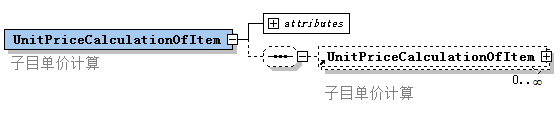 attributes
UnitPriceCalculationOfItem
子目单价计算
UnitPriceCalculationOfItem
0..∞
子目单价计算